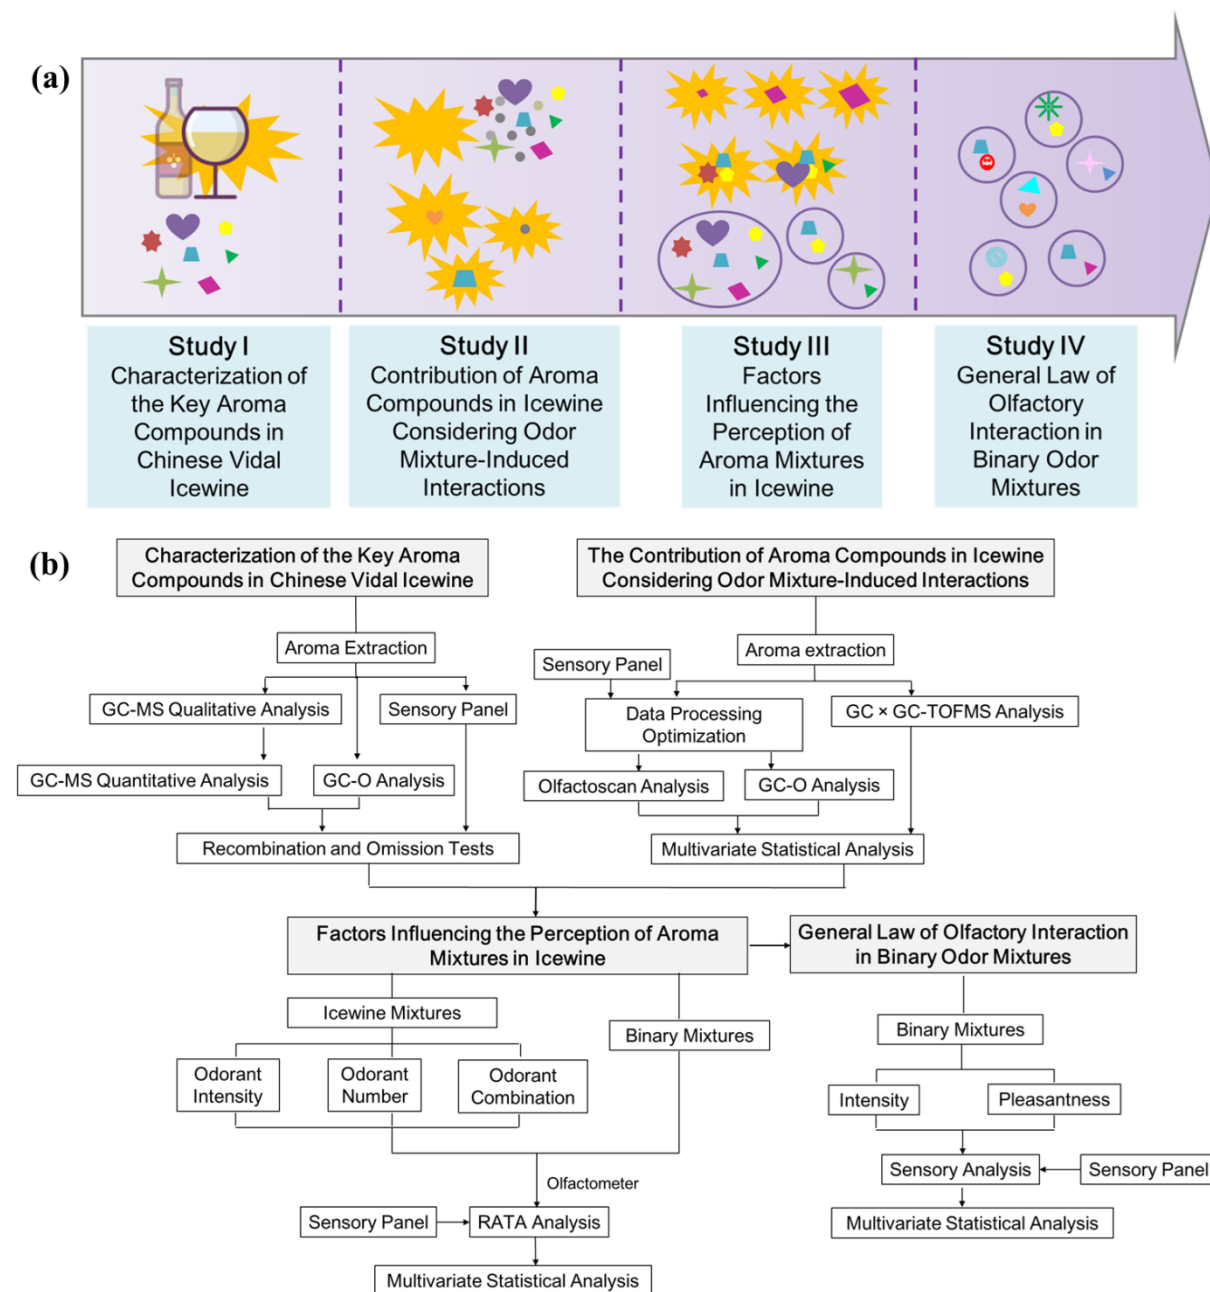 (a)
Study I
Characterization of
the Key Aroma
Compounds in
Chinese Vidal
Icewine
Study II
Contribution of Aroma
Compounds in Icewine
Considering Odor
Mixture-Induced
Interactions
Study III
Factors
Influencing the
Perception of
Aroma Mixtures
in Icewine
Study IV
General Law of
Olfactory
Interaction in
Binary Odor
Mixtures
(b)
Characterization of the Key Aroma
Compounds in Chinese Vidal Icewine
Aroma Extraction
GC-MS Qualitative Analysis
Sensory Panel
GC-MS Quantitative Analysis
GC-O Analysis
Recombination and Omission Tests
The Contribution of Aroma Compounds in Icewine
Considering Odor Mixture-Induced Interactions
Aroma extraction
Sensory Panel
Data Processing
Optimization
GC × GC-TOFMS Analysis
Olfactoscan Analysis
GC-O Analysis
Multivariate Statistical Analysis
Factors Influencing the Perception of Aroma
Mixtures in Icewine
Icewine Mixtures
Binary Mixtures
Odorant
Intensity
Odorant
Number
Odorant
Combination
Olfactometer
Sensory Panel
RATA Analysis
Multivariate Statistical Analysis
General Law of Olfactory Interaction
in Binary Odor Mixtures
Binary Mixtures
Intensity
Pleasantness
Sensory Analysis
Sensory Panel
Multivariate Statistical Analysis